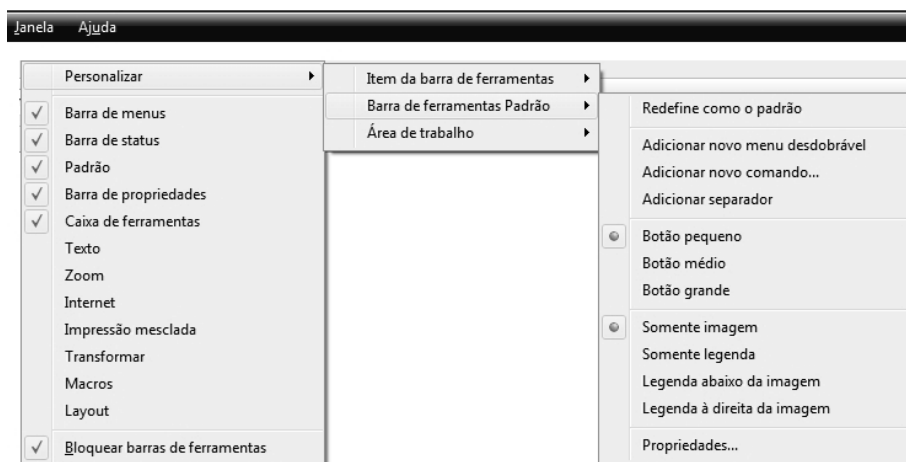 Janela Ajuda
Personalizar
Barra de menus
Barra de status
Padrão
Barra de propriedades
Caixa de ferramentas
Texto
Zoom
Internet
Impressão mesclada
Transformar
Macros
Layout
Bloquear barras de ferramentas
Item da barra de ferramentas
Barra de ferramentas Padrão
Área de trabalho
Redefine como o padrão
Adicionar novo menu desdobrável
Adicionar novo comando...
Adicionar separador
Botão pequeno
Botão médio
Botão grande
Somente imagem
Somente legenda
Legenda abaixo da imagem
Legenda à direita da imagem
Propriedades...